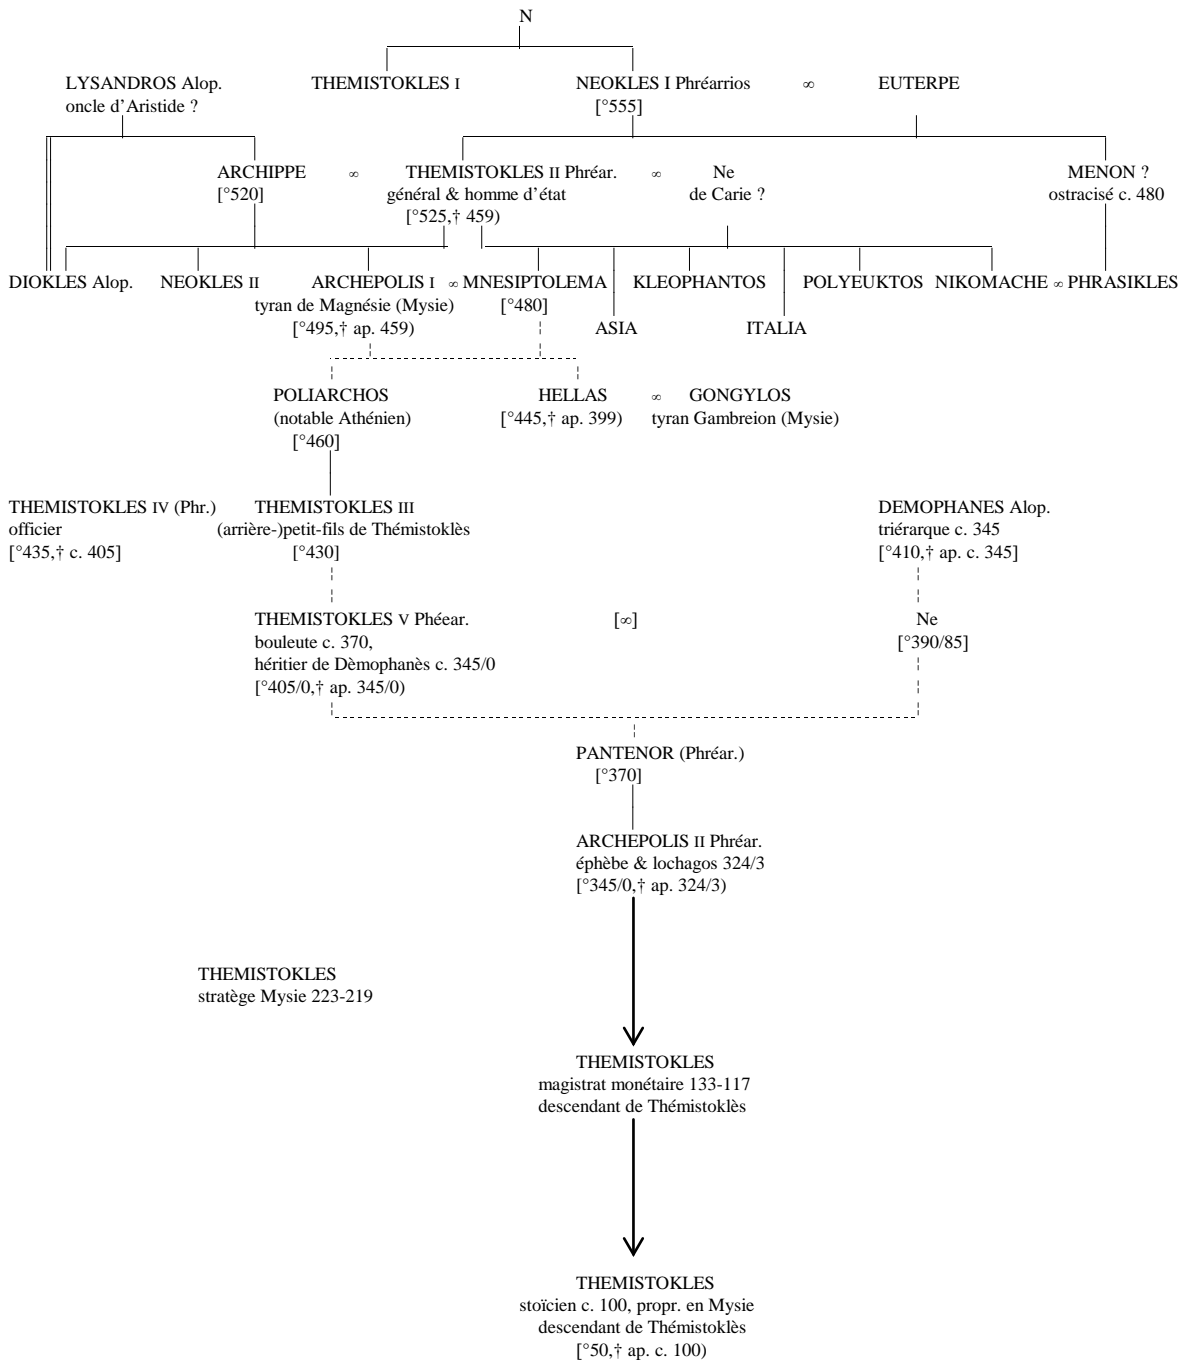 N
LYSANDROS Alop. THEMISTOKLES I NEOKLES I Phréarrios ∞ EUTERPE
oncle d'Aristide ? [°555]
ARCHIPPE ∞ THEMISTOKLES II Phréar. ∞ Ne MENON ?
[°520] général & homme d'état de Carie ? ostracisé c. 480
[°525,† 459)
DIOKLES Alop. NEOKLES II ARCHEPOLIS I ∞ MNESIPTOLEMA KLEOPHANTOS POLYEUKTOS NIKOMACHE ∞ PHRASIKLES
tyran de Magnésie (Mysie) [°480]
[°495,† ap. 459) ASIA ITALIA
POLIARCHOS HELLAS ∞ GONGYLOS
(notable Athénien) [°445,† ap. 399) tyran Gambreion (Mysie)
[°460]
THEMISTOKLES IV (Phr.) THEMISTOKLES III DEMOPHANES Alop.
officier (arrière-)petit-fils de Thémistoklès triérarque c. 345
[°435,† c. 405] [°430] [°410,† ap. c. 345]
THEMISTOKLES V Phéear. [∞] Ne
bouleute c. 370, [°390/85]
héritier de Dèmophanès c. 345/0
[°405/0,† ap. 345/0)
PANTENOR (Phréar.)
[°370]
ARCHEPOLIS II Phréar.
éphèbe & lochagos 324/3
[°345/0,† ap. 324/3)
THEMISTOKLES
stratège Mysie 223-219
THEMISTOKLES
magistrat monétaire 133-117
descendant de Thémistoklès
THEMISTOKLES
stoïcien c. 100, propr. en Mysie
descendant de Thémistoklès
[°50,† ap. c. 100)